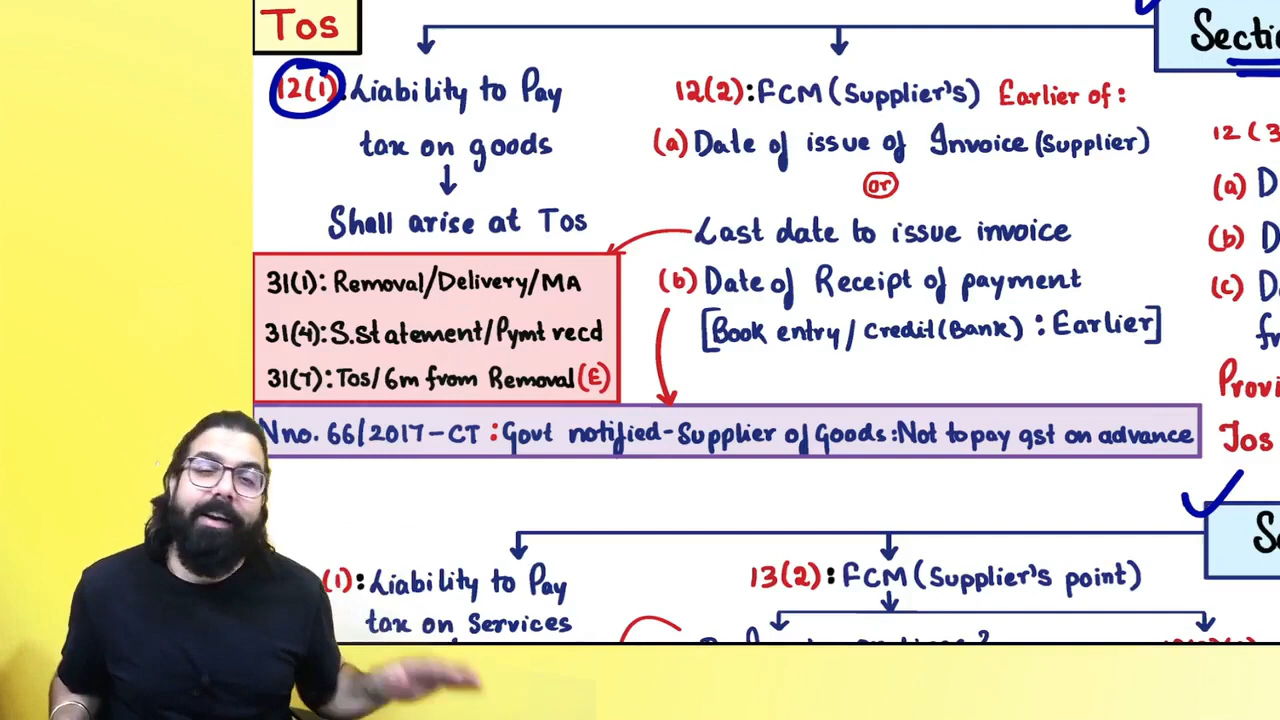 Tos
Sectio
12(1):Liability to Pay
tax on goods
Shall arise at Tos
31(1): Removal/Delivery/MA
31(4): S.Statement/Pymt recd
31(7): Tos/6m from Removal(E)
12(2):FCM(Supplier's) Earlier of:
(a) Date of issue of Invoice(Supplier)
or
Last date to issue invoice
(b) Date of Receipt of payment
[Book entry/Credit(Bank) :Earlier]
12(3
(a) D
(b) D
(c) D
Provi
Tos
Nno. 66/2017-CT :Govt notified-Supplier of Goods:Not to pay gst on advance
(1):Liability to Pay
tax on Services
13(2):FCM(Supplier's point)